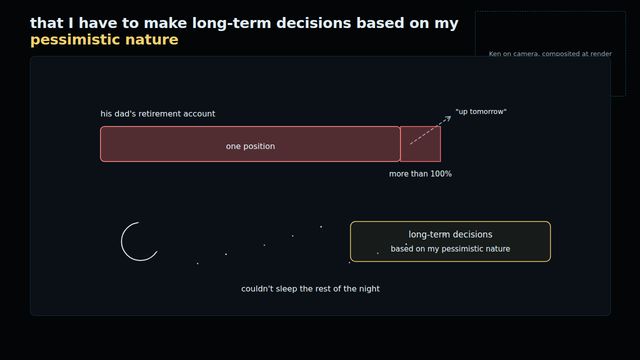 that I have to make long-term decisions based on my
pessimistic nature
Ken on camera, composited at render
his dad's retirement account
"up tomorrow"
one position
more than 100%
long-term decisions
based on my pessimistic nature
couldn't sleep the rest of the night